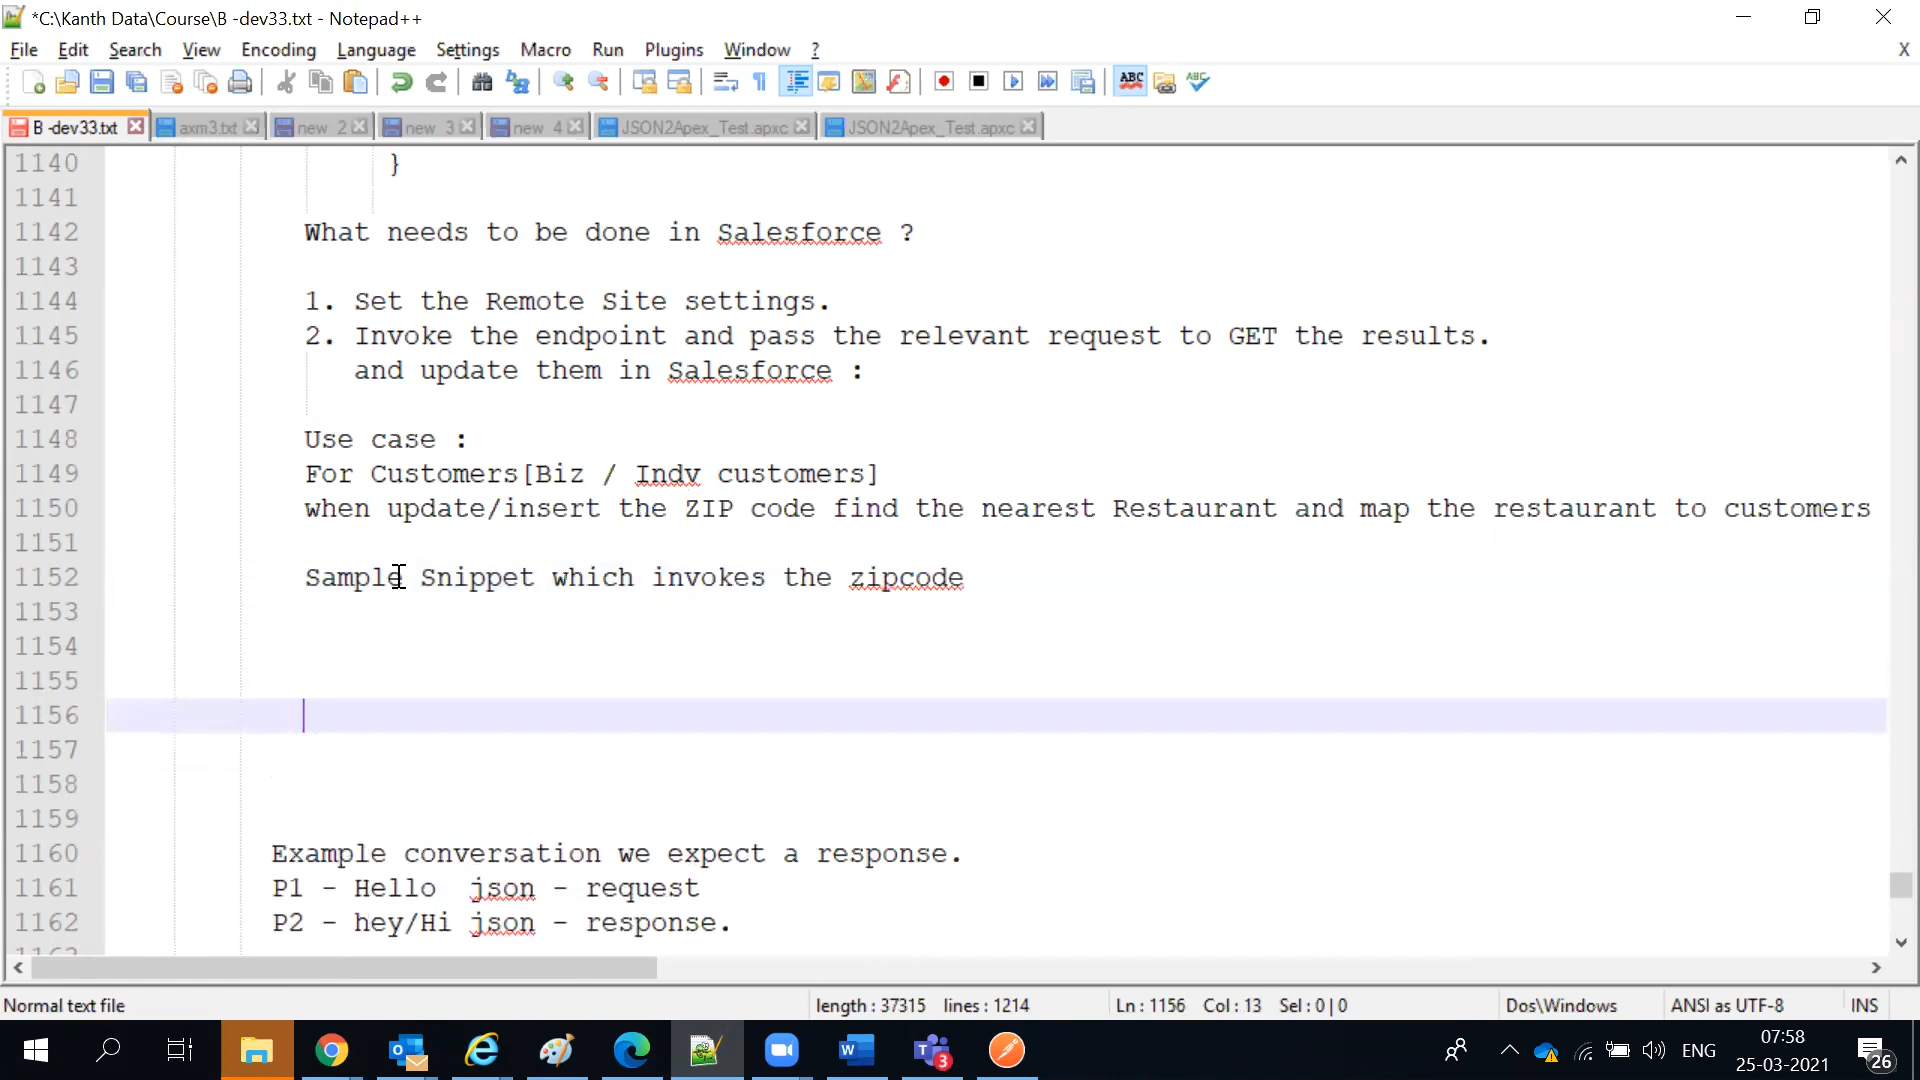 *C:\Kanth Data\Course\B -dev33.txt - Notepad++
File Edit Search View Encoding Language Settings Macro Run Plugins Window ? X
ABC ABC
B -dev33.txt axm3.txt new 2 new 3 new 4 JSON2Apex_Test.apxc JSON2Apex_Test.apxc
1140 }
1141
1142 What needs to be done in Salesforce ?
1143
1144 1. Set the Remote Site settings.
1145 2. Invoke the endpoint and pass the relevant request to GET the results.
1146 and update them in Salesforce :
1147
1148 Use case :
1149 For Customers[Biz / Indv customers]
1150 when update/insert the ZIP code find the nearest Restaurant and map the restaurant to customers
1151
1152 Sample Snippet which invokes the zipcode
1153
1154
1155
1156
1157
1158
1159
1160 Example conversation we expect a response.
1161 P1 - Hello json - request
1162 P2 - hey/Hi json - response.
1163
Normal text file length : 37315 lines : 1214 Ln : 1156 Col : 13 Sel : 0 | 0 Dos\Windows ANSI as UTF-8 INS
3 ENG 07:58 26
25-03-2021